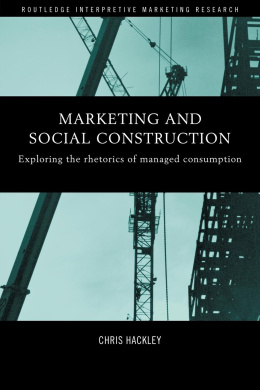 ROUTLEDGE INTERPRETIVE MARKETING RESEARCH
MARKETING AND
SOCIAL CONSTRUCTION
Exploring the rhetorics of managed consumption
CHRIS HACKLEY